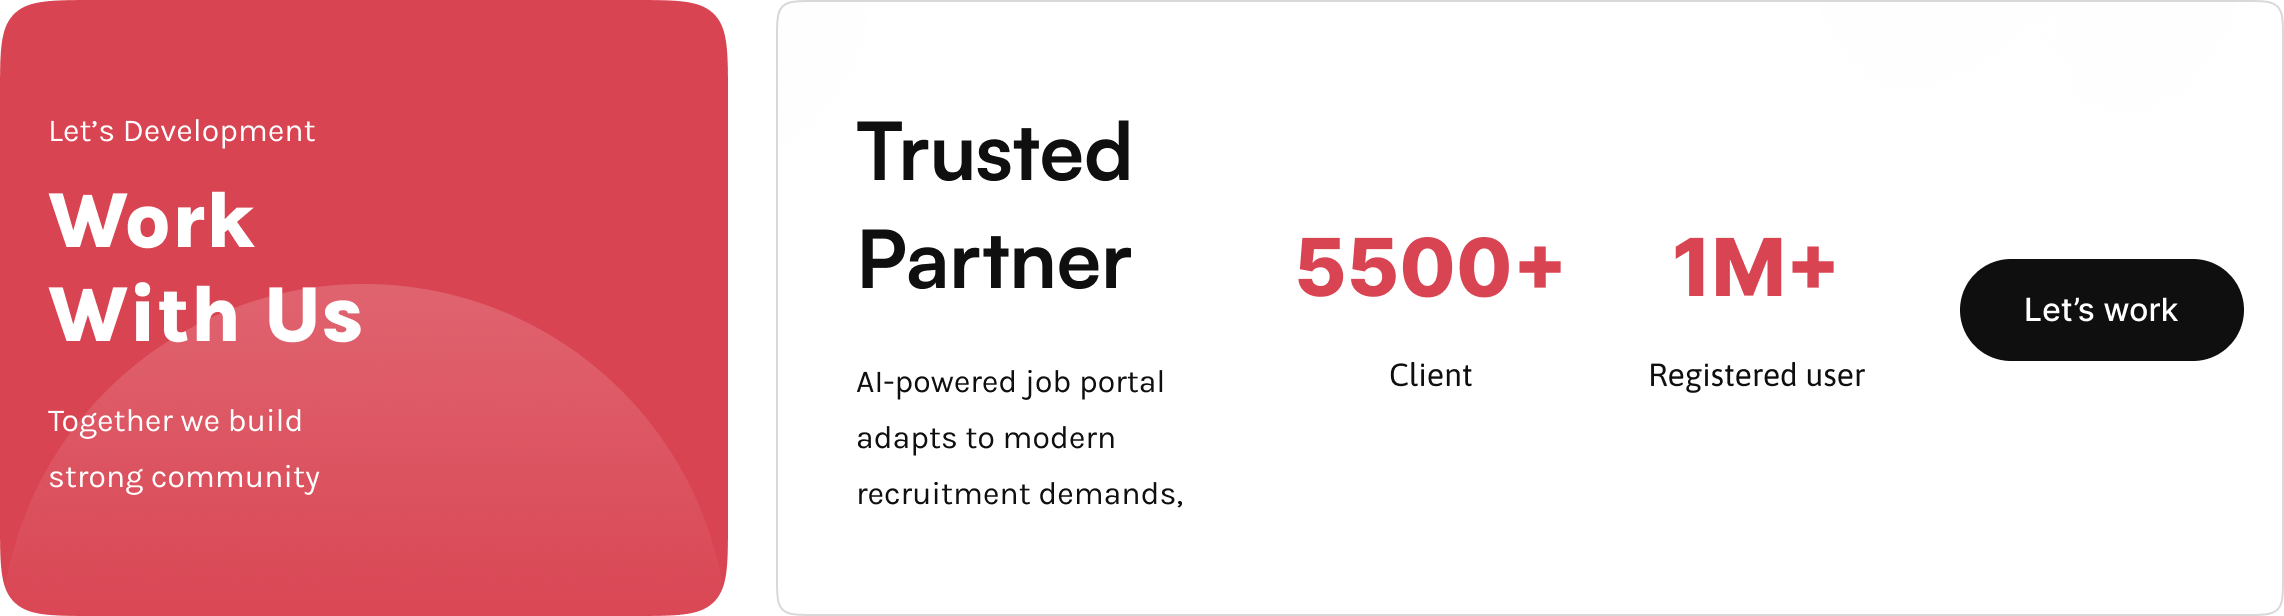 Let’s Development
Work
With Us
Together we build
strong community
Trusted
Partner
AI-powered job portal
adapts to modern
recruitment demands,
5500+
Client
1M+
Registered user
Let’s work